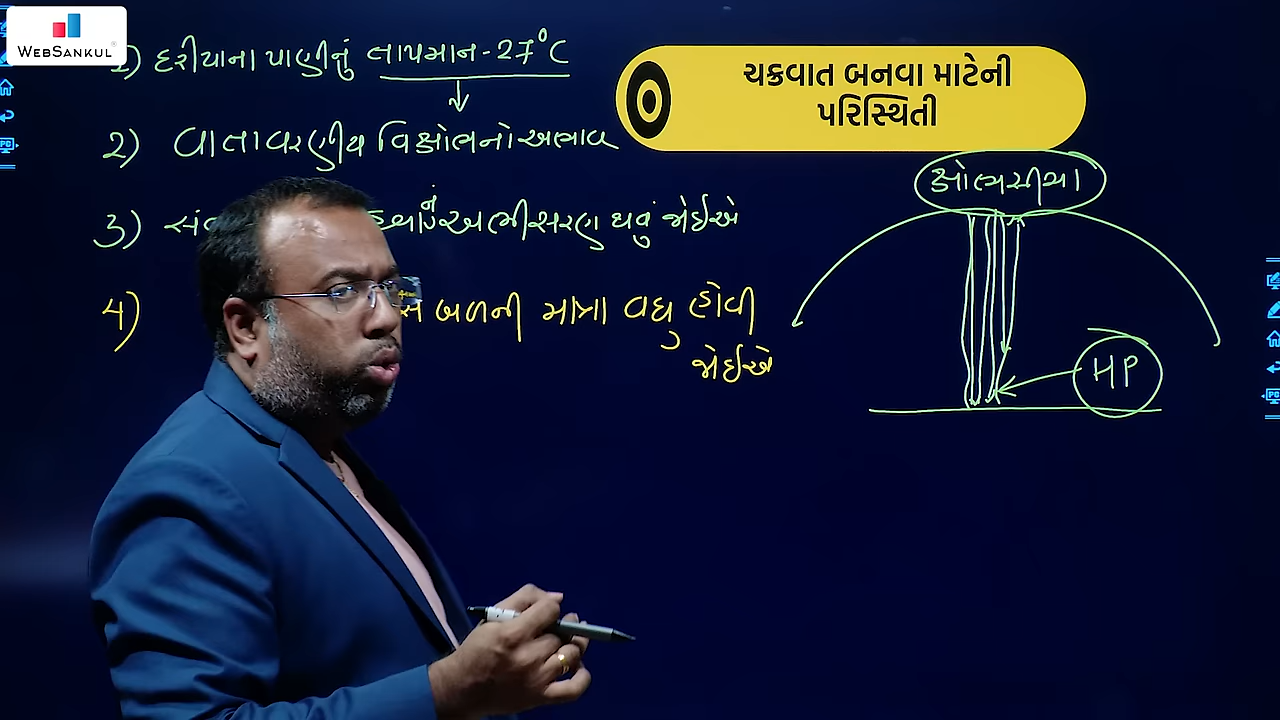 WEBSANKUL
ચક્રવાત બનવા માટેની
પરિસ્થિતી
1) દરીયાના પાણીનું તાપમાન - 27°C
2) વાતાવરણીય વિક્ષોભનો અભાવ
3) અભીસરણ થવું જોઈએ
4) બળની માત્રા વધુ હોવી
જોઈએ
ક્ષોભસીમા
HP